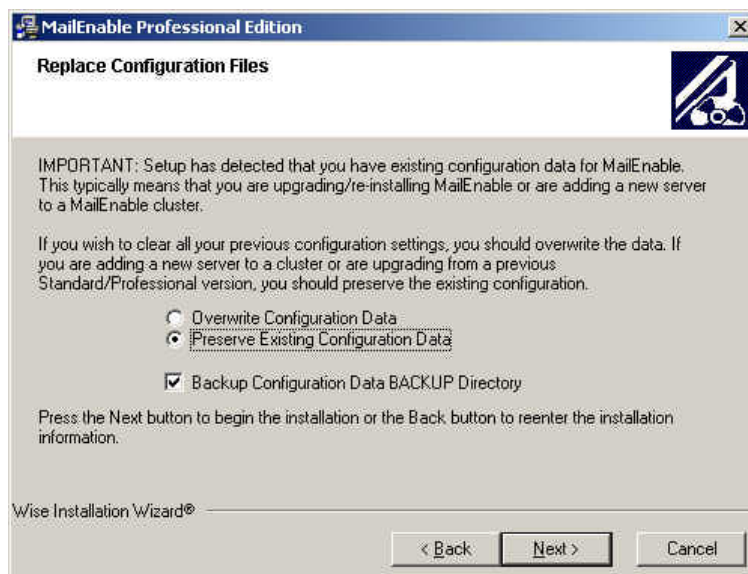 MailEnable Professional Edition
Replace Configuration Files
IMPORTANT: Setup has detected that you have existing configuration data for MailEnable.
This typically means that you are upgrading/re-installing MailEnable or are adding a new server
to a MailEnable cluster.
If you wish to clear all your previous configuration settings, you should overwrite the data. If
you are adding a new server to a cluster or are upgrading from a previous
Standard/Professional version, you should preserve the existing configuration.
Overwrite Configuration Data
Preserve Existing Configuration Data
Backup Configuration Data BACKUP Directory
Press the Next button to begin the installation or the Back button to reenter the installation
information.
Wise Installation Wizard®
< Back Next > Cancel